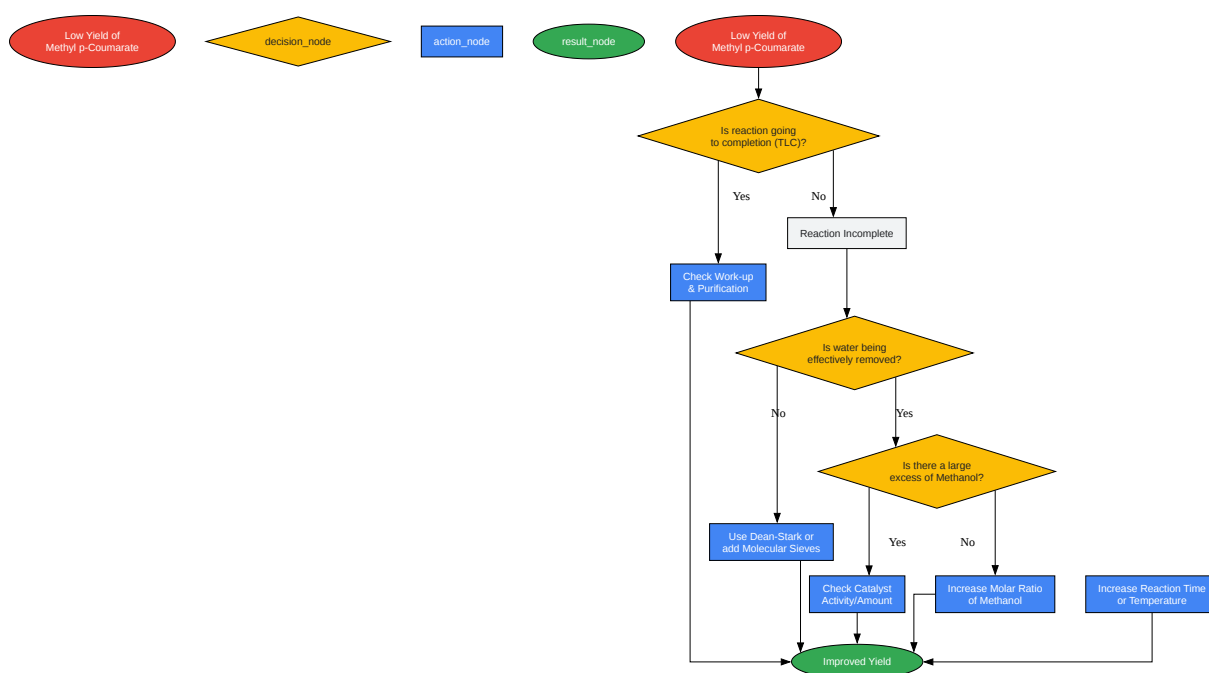 Low Yield of
Methyl p-Coumarate
decision_node
action_node
result_node
Low Yield of
Methyl p-Coumarate
Is reaction going
to completion (TLC)?
Yes
No
Reaction Incomplete
Check Work-up
& Purification
Is water being
effectively removed?
No
Yes
Is there a large
excess of Methanol?
Use Dean-Stark or
add Molecular Sieves
Yes
No
Check Catalyst
Activity/Amount
Increase Molar Ratio
of Methanol
Increase Reaction Time
or Temperature
Improved Yield